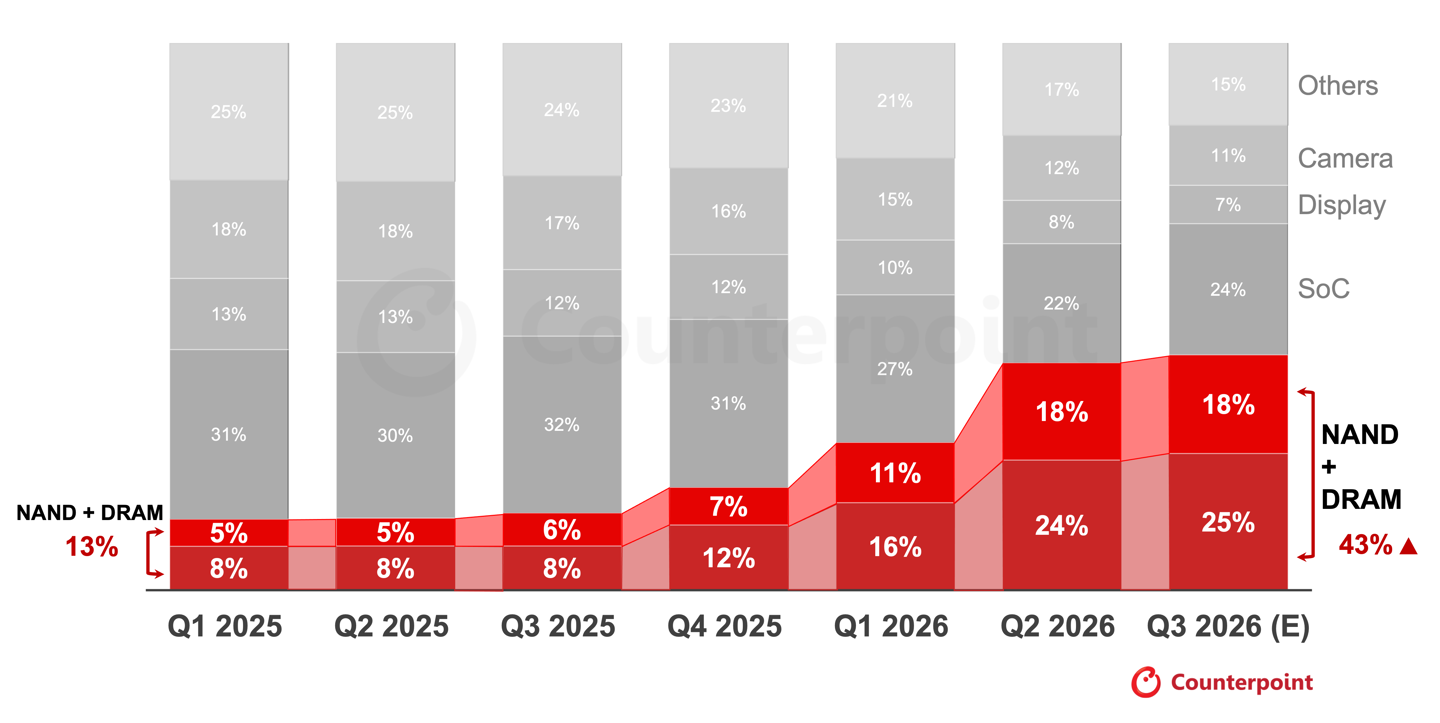 25%
25%
24%
23%
21%
17%
15%
Others
18%
18%
17%
16%
15%
12%
11%
Camera
13%
13%
12%
12%
10%
8%
7%
Display
31%
30%
32%
31%
27%
22%
24%
SoC
Counterpoint
NAND + DRAM
13%
5%
5%
6%
7%
11%
18%
18%
8%
8%
8%
12%
16%
24%
25%
NAND
+
DRAM
43% ▲
Q1 2025
Q2 2025
Q3 2025
Q4 2025
Q1 2026
Q2 2026
Q3 2026 (E)
Counterpoint